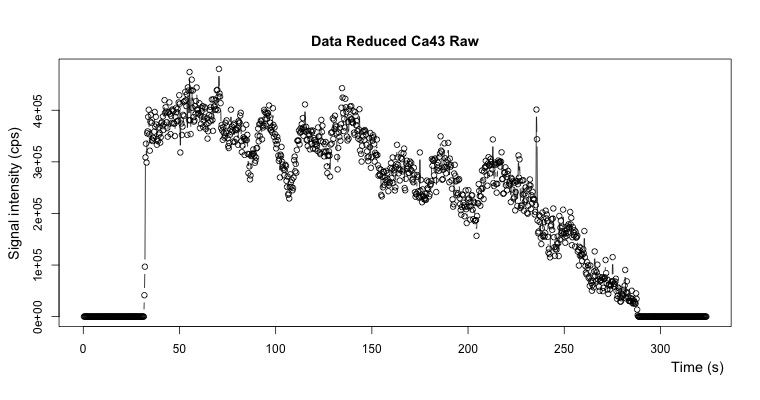 Data Reduced Ca43 Raw
Signal intensity (cps)
4e+05
3e+05
2e+05
1e+05
0e+00
0 50 100 150 200 250 300
Time (s)